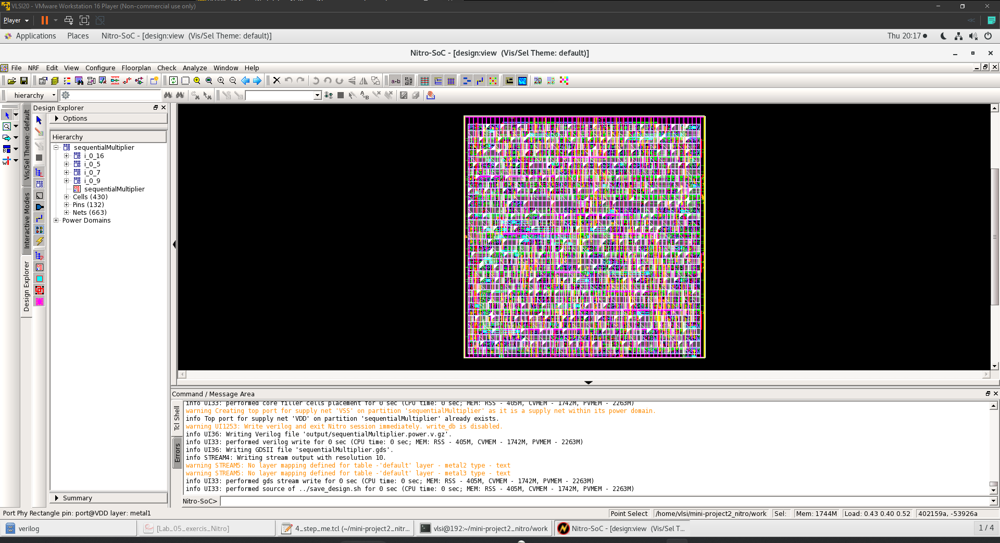 VLSI20 - VMware Workstation 16 Player (Non-commercial use only)
Player
Applications Places Nitro-SoC - [design:view (Vis/Sel Theme: default)] Thu 20:17
Nitro-SoC - [design:view (Vis/Sel Theme: default)]
File NRF Edit View Configure Floorplan Check Analyze Window Help
hierarchy
Design Explorer
Options
Vis/Sel Theme: default
Interactive Modes
Design Explorer
Hierarchy
sequentialMultiplier
i_0_16
i_0_5
i_0_7
i_0_9
sequentialMultiplier
Cells (430)
Pins (132)
Nets (663)
Power Domains
Summary
Command / Message Area
Tcl Shell
Errors
info UI33: performed core filler cells placement for 0 sec (CPU time: 0 sec; MEM: RSS - 405M, CVMEM - 1742M, PVMEM - 2263M)
warning Creating top port for supply net 'VSS' on partition 'sequentialMultiplier' as it is a supply net within its power domain.
info Top port for supply net 'VDD' on partition 'sequentialMultiplier' already exists.
warning UI1253: Write verilog and exit Nitro session immediately. write_db is disabled.
info UI36: Writing Verilog file 'output/sequentialMultiplier.power.v.gz'.
info UI33: performed verilog write for 0 sec (CPU time: 0 sec; MEM: RSS - 405M, CVMEM - 1742M, PVMEM - 2263M)
info UI36: Writing GDSII file 'sequentialMultiplier.gds'.
info STREAM4: Writing stream output with resolution 10.
warning STREAM5: No layer mapping defined for table -'default' layer - metal2 type - text
warning STREAM5: No layer mapping defined for table -'default' layer - metal3 type - text
info UI33: performed gds stream write for 0 sec (CPU time: 0 sec; MEM: RSS - 405M, CVMEM - 1742M, PVMEM - 2263M)
info UI33: performed source of ../save_design.sh for 0 sec (CPU time: 0 sec; MEM: RSS - 405M, CVMEM - 1742M, PVMEM - 2263M)
Nitro-SoC>
Port Phy Rectangle pin: port@VDD layer: metal1 Point Select /home/vlsi/mini-project2_nitro/work Sel: Mem: 1744M Load: 0.43 0.40 0.52 402159a, -53926a
verilog [Lab_05_exercis_Nitro] 4_step_me.tcl (~/mini-project2_nitr... vlsi@192:~/mini-project2_nitro/work Nitro-SoC - [design:view (Vis/Sel T... 1 / 4